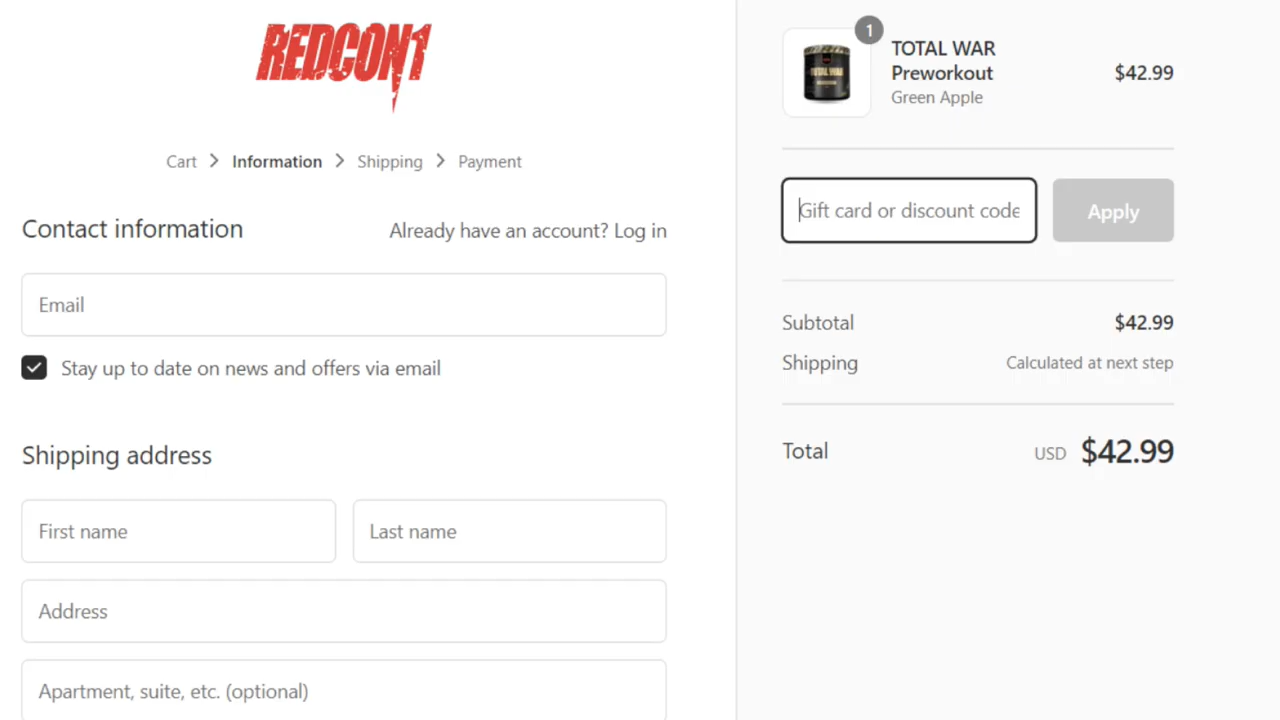 REDCON1
Cart > Information > Shipping > Payment
Contact information
Already have an account? Log in
Email
Stay up to date on news and offers via email
Shipping address
First name
Last name
Address
Apartment, suite, etc. (optional)
1
TOTAL WAR
TOTAL WAR
Preworkout
Green Apple
$42.99
Gift card or discount code
Apply
Subtotal
$42.99
Shipping
Calculated at next step
Total
USD $42.99